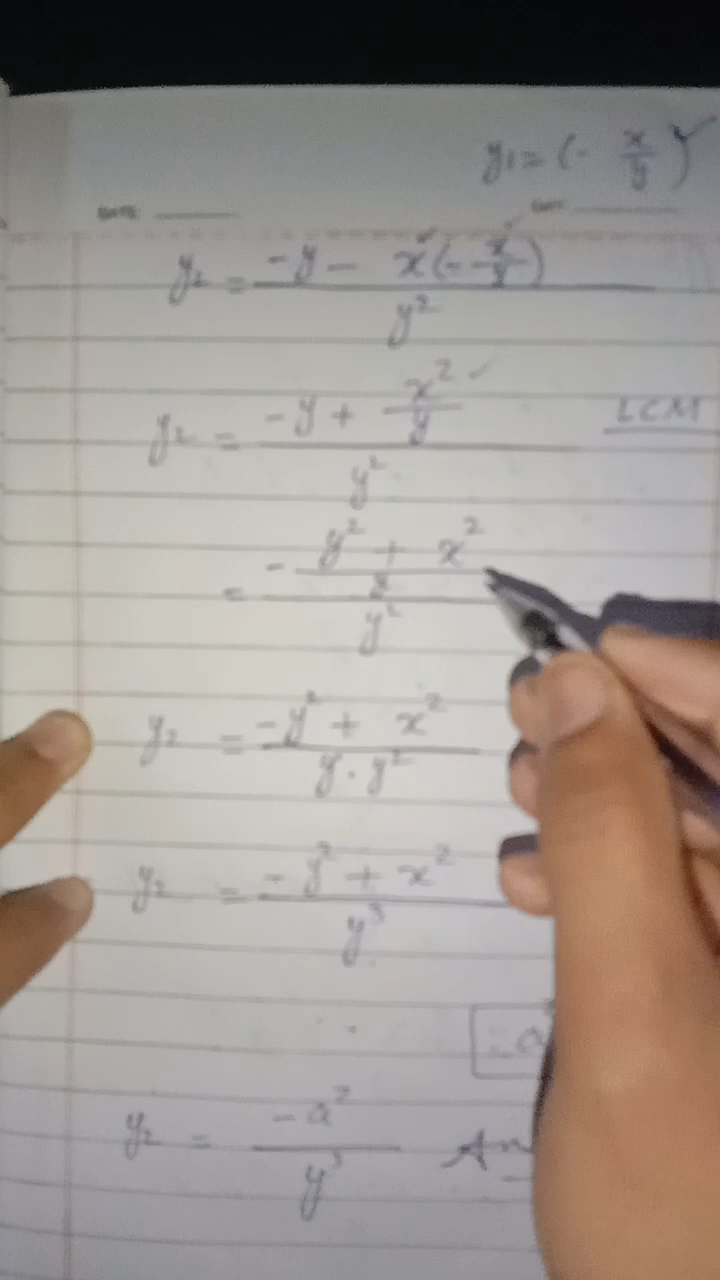 y₁ = (- x/y)
DATE
y₂ = (-y - x(-x/y))/y²
y₂ = (-y + x²/y)/y² LCM
= (-(y² + x²)/y)/y²
y₂ = (-y² + x²)/(y · y²)
y₂ = (-y² + x²)/y³
y₂ = -a²/y³